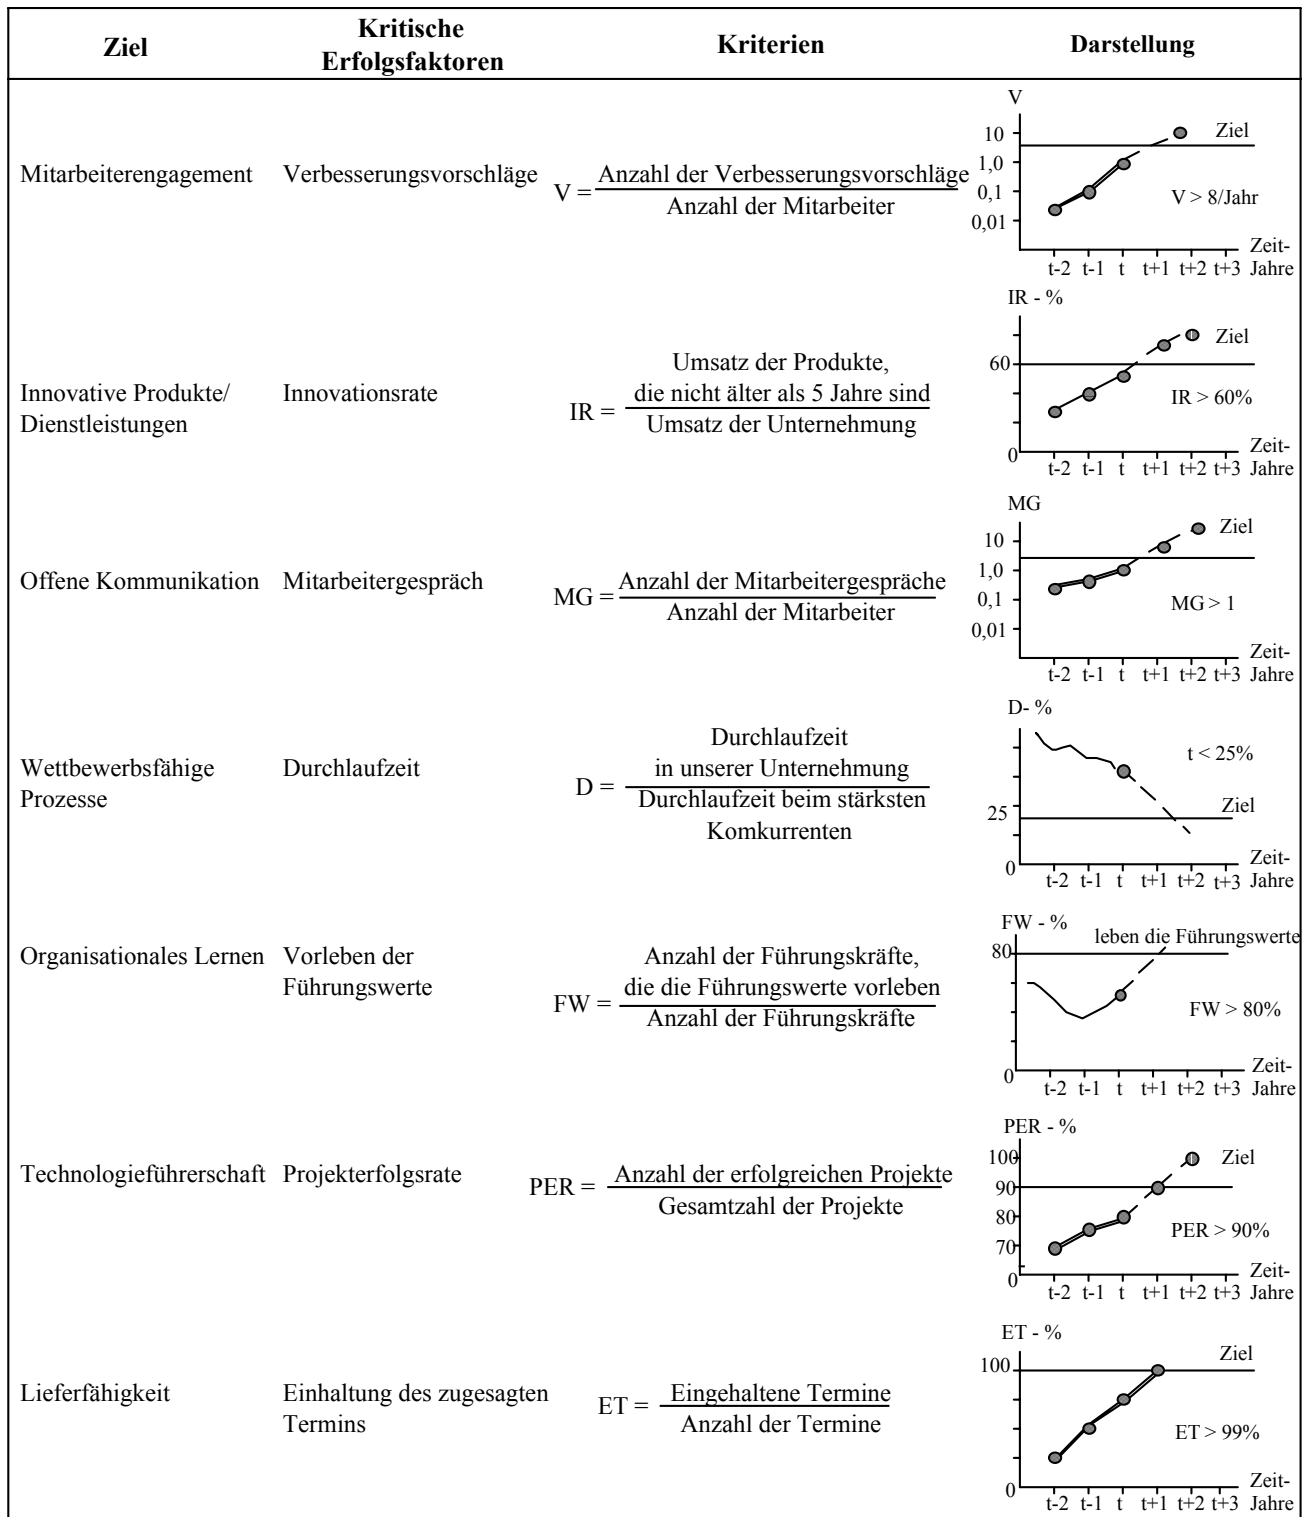 Ziel
Kritische
Erfolgsfaktoren
Kriterien
Darstellung
Mitarbeiterengagement
Verbesserungsvorschläge
V = Anzahl der Verbesserungsvorschläge
Anzahl der Mitarbeiter
V
10
1,0
0,1
0,01
Ziel
V > 8/Jahr
Zeit-
t-2 t-1 t t+1 t+2 t+3 Jahre
Innovative Produkte/
Dienstleistungen
Innovationsrate
Umsatz der Produkte,
die nicht älter als 5 Jahre sind
IR =
Umsatz der Unternehmung
IR - %
Ziel
60
IR > 60%
0
Zeit-
t-2 t-1 t t+1 t+2 t+3 Jahre
Offene Kommunikation
Mitarbeitergespräch
MG = Anzahl der Mitarbeitergespräche
Anzahl der Mitarbeiter
MG
10
1,0
0,1
0,01
Ziel
MG > 1
Zeit-
t-2 t-1 t t+1 t+2 t+3 Jahre
Wettbewerbsfähige
Prozesse
Durchlaufzeit
Durchlaufzeit
in unserer Unternehmung
D =
Durchlaufzeit beim stärksten
Komkurrenten
D- %
t < 25%
Ziel
25
0
Zeit-
t-2 t-1 t t+1 t+2 t+3 Jahre
Organisationales Lernen
Vorleben der
Führungswerte
Anzahl der Führungskräfte,
die die Führungswerte vorleben
FW =
Anzahl der Führungskräfte
FW - %
leben die Führungswerte
80
FW > 80%
0
Zeit-
t-2 t-1 t t+1 t+2 t+3 Jahre
Technologieführerschaft
Projekterfolgsrate
PER = Anzahl der erfolgreichen Projekte
Gesamtzahl der Projekte
PER - %
100
90
80
70
0
Ziel
PER > 90%
Zeit-
t-2 t-1 t t+1 t+2 t+3 Jahre
Lieferfähigkeit
Einhaltung des zugesagten
Termins
ET = Eingehaltene Termine
Anzahl der Termine
ET - %
Ziel
100
ET > 99%
0
Zeit-
t-2 t-1 t t+1 t+2 t+3 Jahre